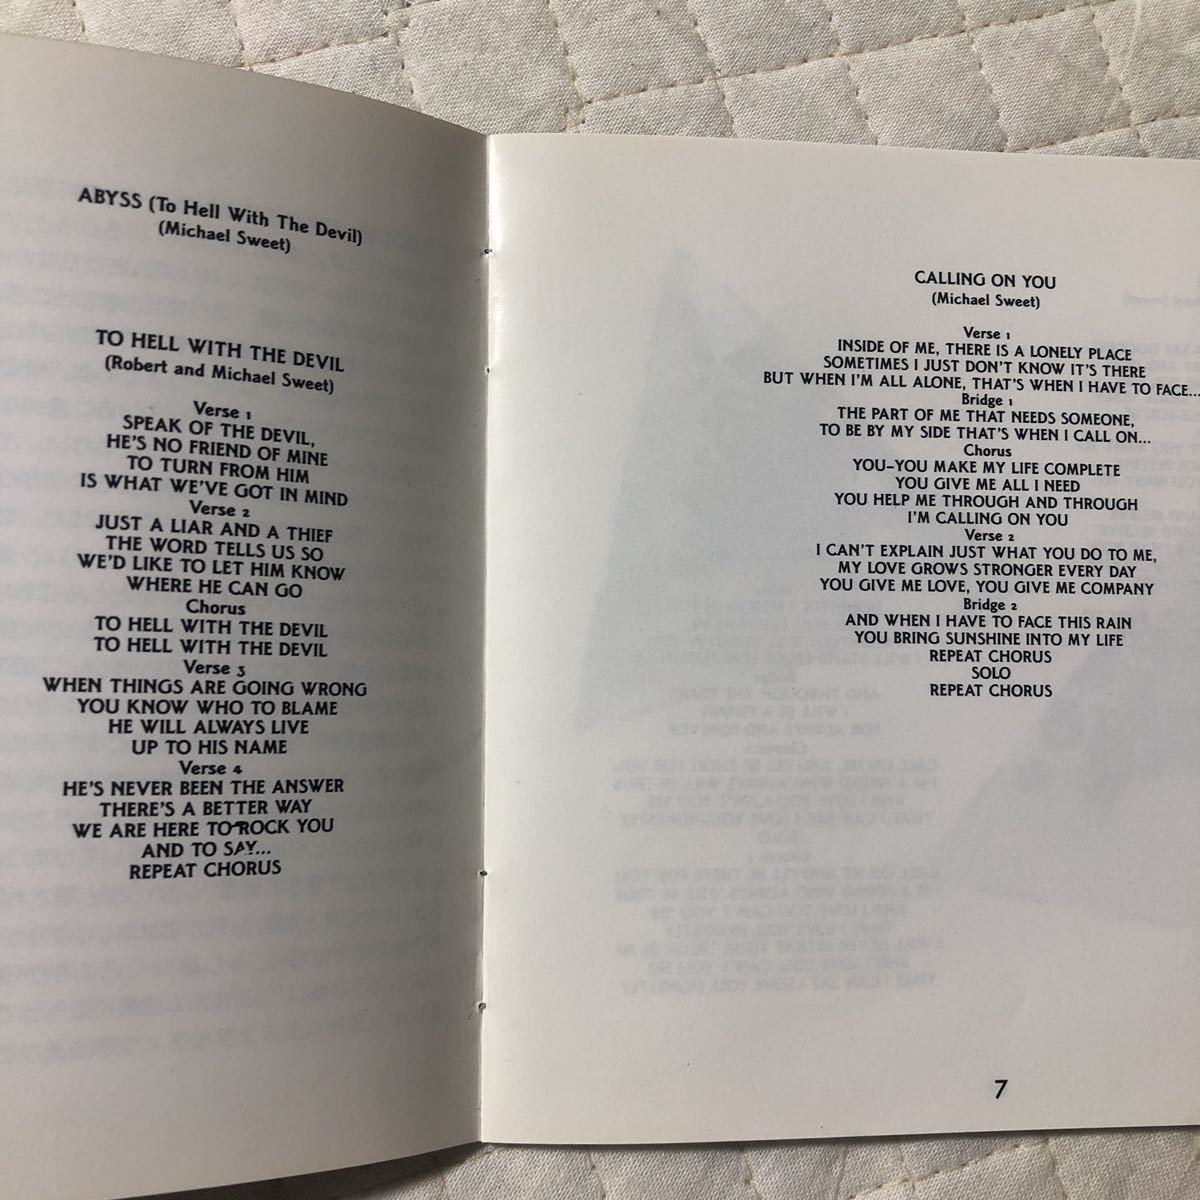 ABYSS (To Hell With The Devil)
(Michael Sweet)
TO HELL WITH THE DEVIL
(Robert and Michael Sweet)
Verse 1
SPEAK OF THE DEVIL,
HE'S NO FRIEND OF MINE
TO TURN FROM HIM
IS WHAT WE'VE GOT IN MIND
Verse 2
JUST A LIAR AND A THIEF
THE WORD TELLS US SO
WE'D LIKE TO LET HIM KNOW
WHERE HE CAN GO
Chorus
TO HELL WITH THE DEVIL
TO HELL WITH THE DEVIL
Verse 3
WHEN THINGS ARE GOING WRONG
YOU KNOW WHO TO BLAME
HE WILL ALWAYS LIVE
UP TO HIS NAME
Verse 4
HE'S NEVER BEEN THE ANSWER
THERE'S A BETTER WAY
WE ARE HERE TO ROCK YOU
AND TO SAY...
REPEAT CHORUS
CALLING ON YOU
(Michael Sweet)
Verse 1
INSIDE OF ME, THERE IS A LONELY PLACE
SOMETIMES I JUST DON'T KNOW IT'S THERE
BUT WHEN I'M ALL ALONE, THAT'S WHEN I HAVE TO FACE...
Bridge 1
THE PART OF ME THAT NEEDS SOMEONE,
TO BE BY MY SIDE THAT'S WHEN I CALL ON...
Chorus
YOU-YOU MAKE MY LIFE COMPLETE
YOU GIVE ME ALL I NEED
YOU HELP ME THROUGH AND THROUGH
I'M CALLING ON YOU
Verse 2
I CAN'T EXPLAIN JUST WHAT YOU DO TO ME,
MY LOVE GROWS STRONGER EVERY DAY
YOU GIVE ME LOVE, YOU GIVE ME COMPANY
Bridge 2
AND WHEN I HAVE TO FACE THIS RAIN
YOU BRING SUNSHINE INTO MY LIFE
REPEAT CHORUS
SOLO
REPEAT CHORUS
7